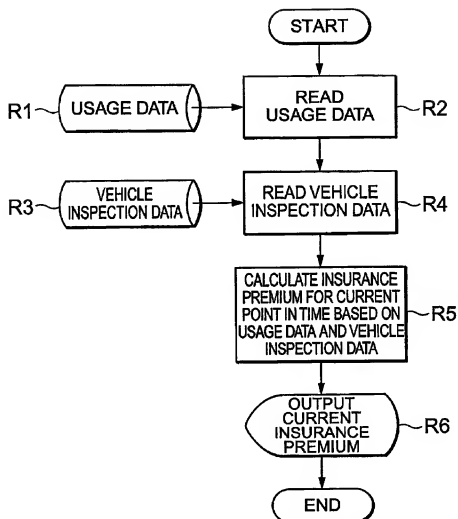 START
R1
USAGE DATA
READ
USAGE DATA
R2
R3
VEHICLE
INSPECTION DATA
READ VEHICLE
INSPECTION DATA
R4
CALCULATE INSURANCE
PREMIUM FOR CURRENT
POINT IN TIME BASED ON
USAGE DATA AND VEHICLE
INSPECTION DATA
R5
OUTPUT
CURRENT
INSURANCE
PREMIUM
R6
END